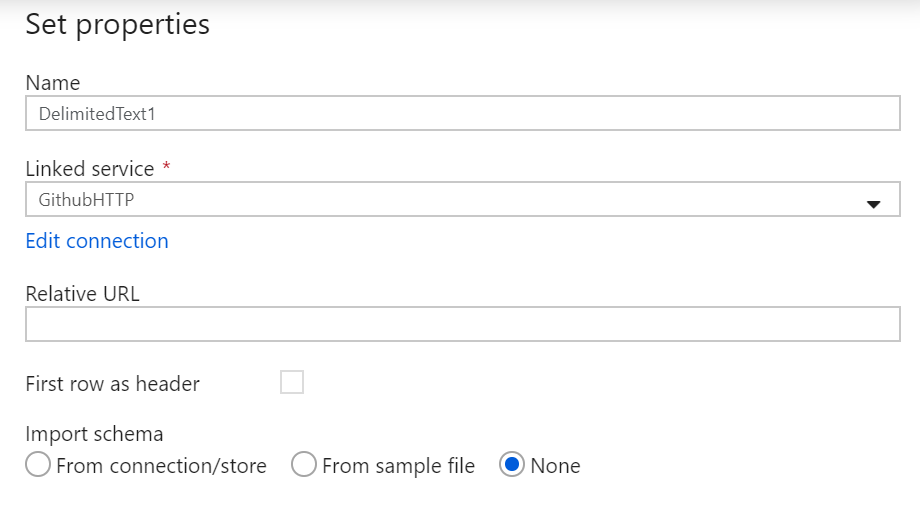 Set properties
Name
DelimitedText1
Linked service *
GithubHTTP
Edit connection
Relative URL
First row as header
Import schema
From connection/store From sample file None